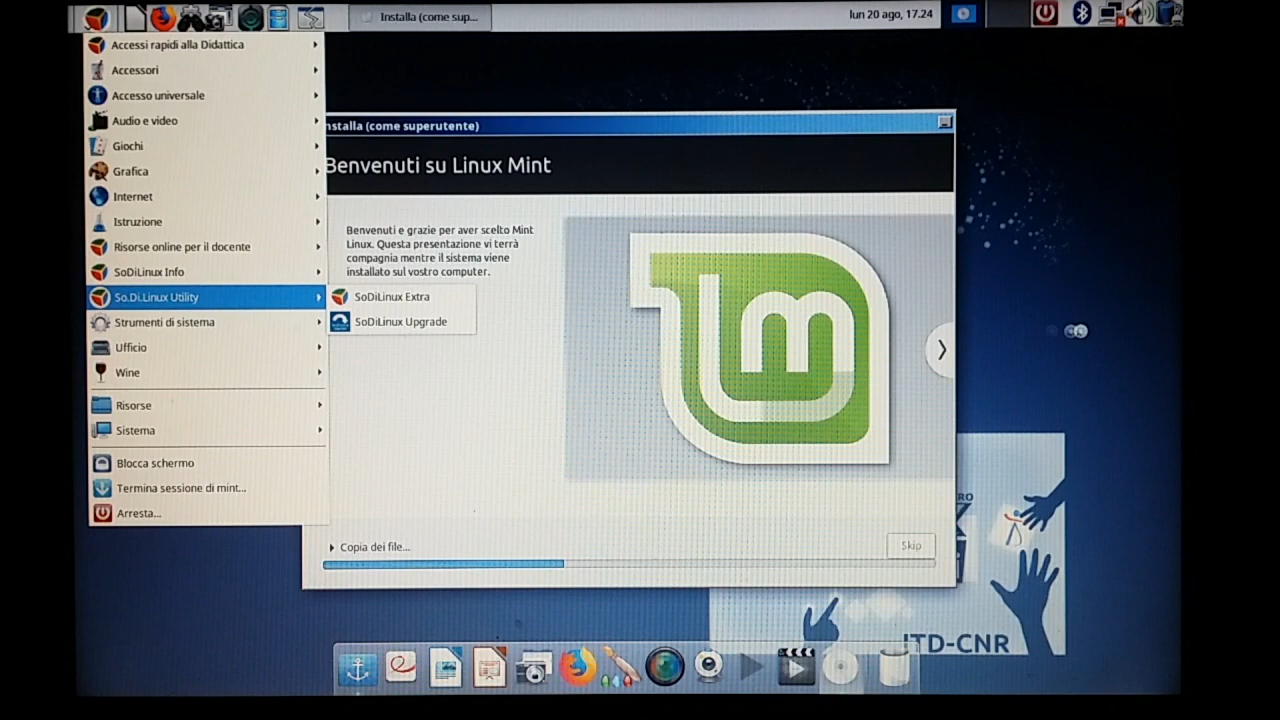 Installa (come sup...
lun 20 ago, 17.24
Accessi rapidi alla Didattica
Accessori
Accesso universale
Audio e video
Giochi
Grafica
Internet
Istruzione
Risorse online per il docente
SoDiLinux Info
So.Di.Linux Utility
Strumenti di sistema
Ufficio
Wine
Risorse
Sistema
Blocca schermo
Termina sessione di mint...
Arresta...
SoDiLinux Extra
SoDiLinux Upgrade
nstalla (come superutente)
Benvenuti su Linux Mint
Benvenuti e grazie per aver scelto Mint
Linux. Questa presentazione vi terrà
compagnia mentre il sistema viene
installato sul vostro computer.
lm
Copia dei file...
Skip
ITD-CNR